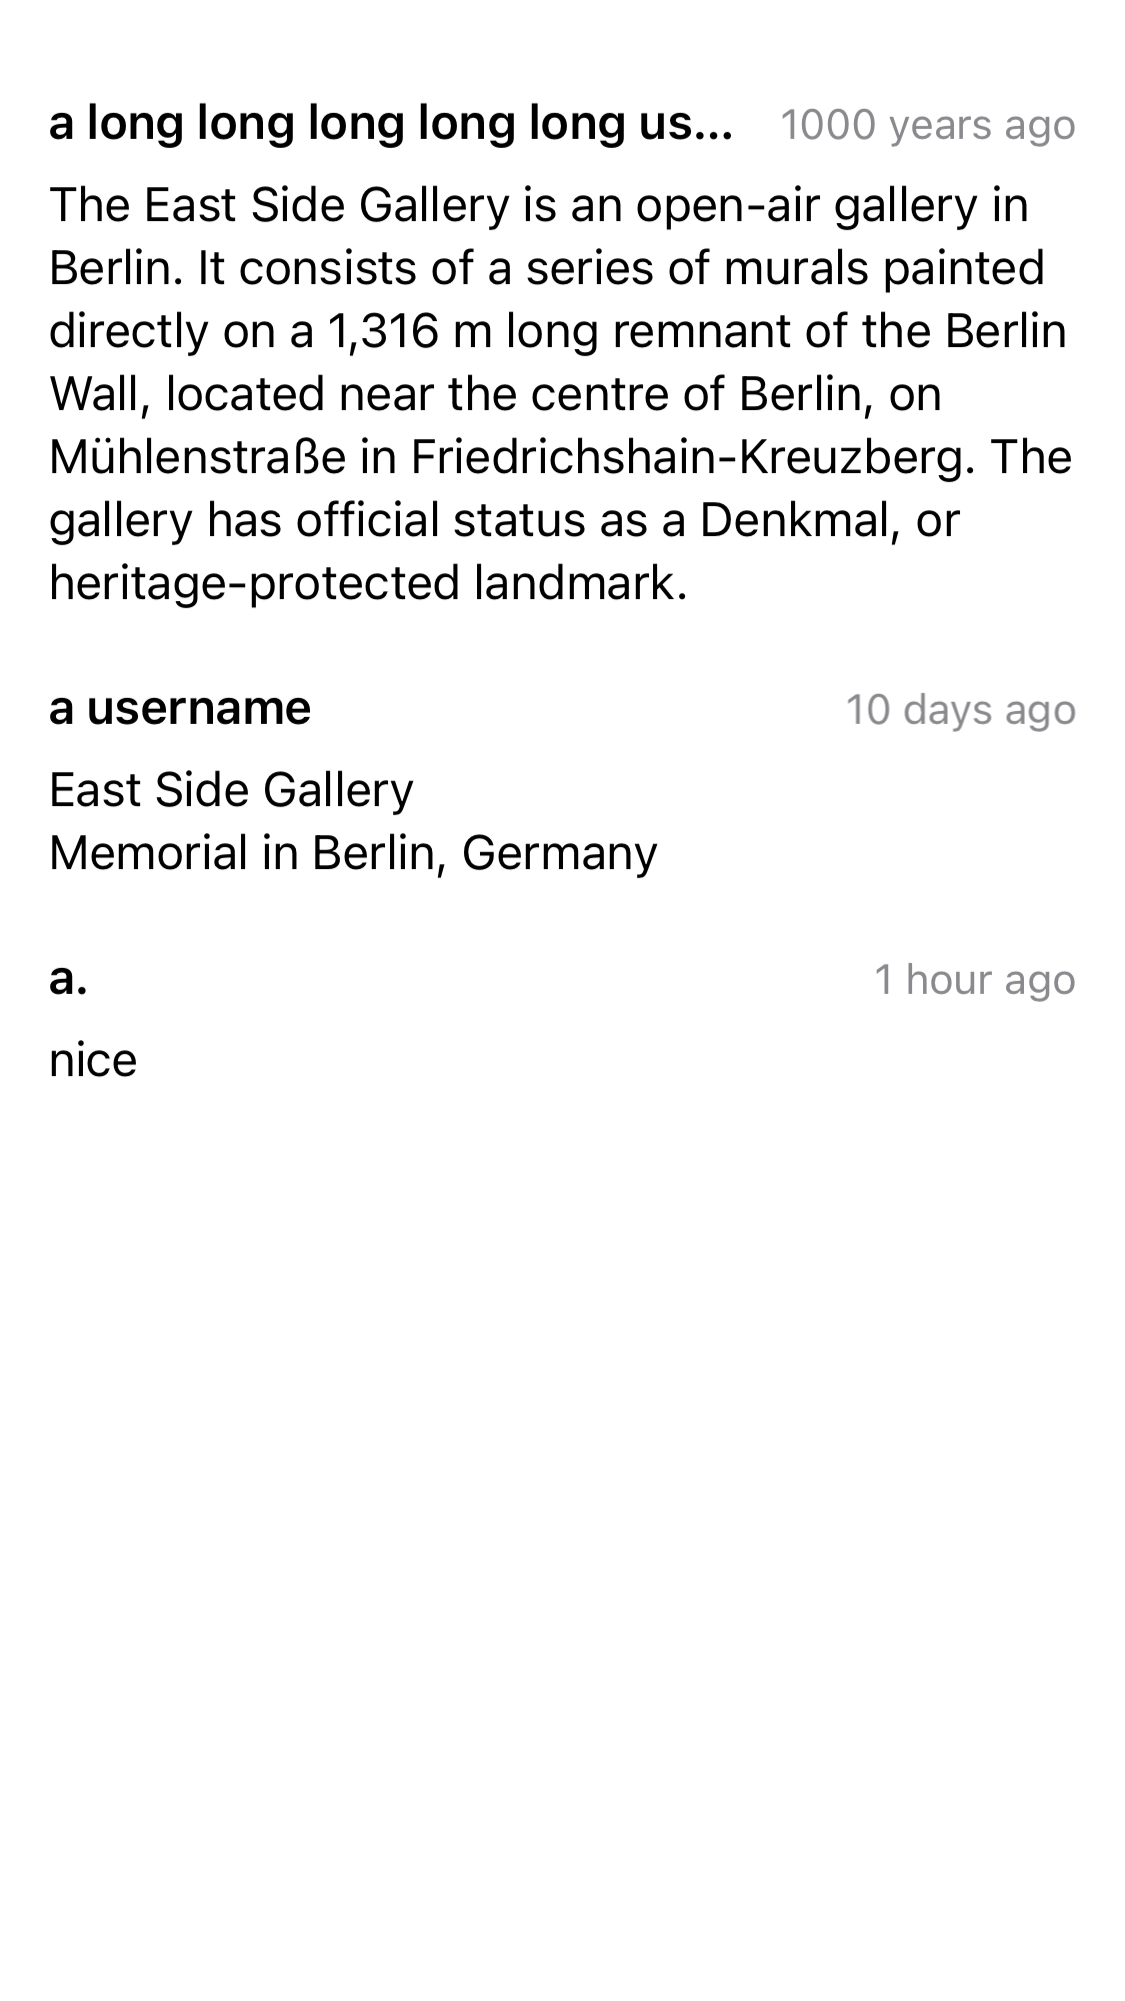 a long long long long long us... 1000 years ago
The East Side Gallery is an open-air gallery in
Berlin. It consists of a series of murals painted
directly on a 1,316 m long remnant of the Berlin
Wall, located near the centre of Berlin, on
Mühlenstraße in Friedrichshain-Kreuzberg. The
gallery has official status as a Denkmal, or
heritage-protected landmark.
a username 10 days ago
East Side Gallery
Memorial in Berlin, Germany
a. 1 hour ago
nice